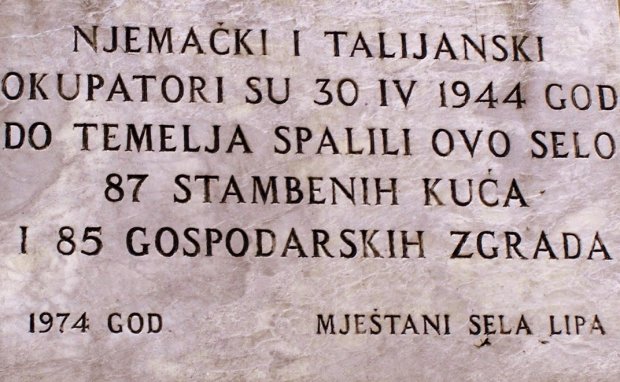 NJEMAČKI I TALIJANSKI
OKUPATORI SU 30 IV 1944 GOD
DO TEMELJA SPALILI OVO SELO
87 STAMBENIH KUĆA
I 85 GOSPODARSKIH ZGRADA
1974 GOD MJEŠTANI SELA LIPA